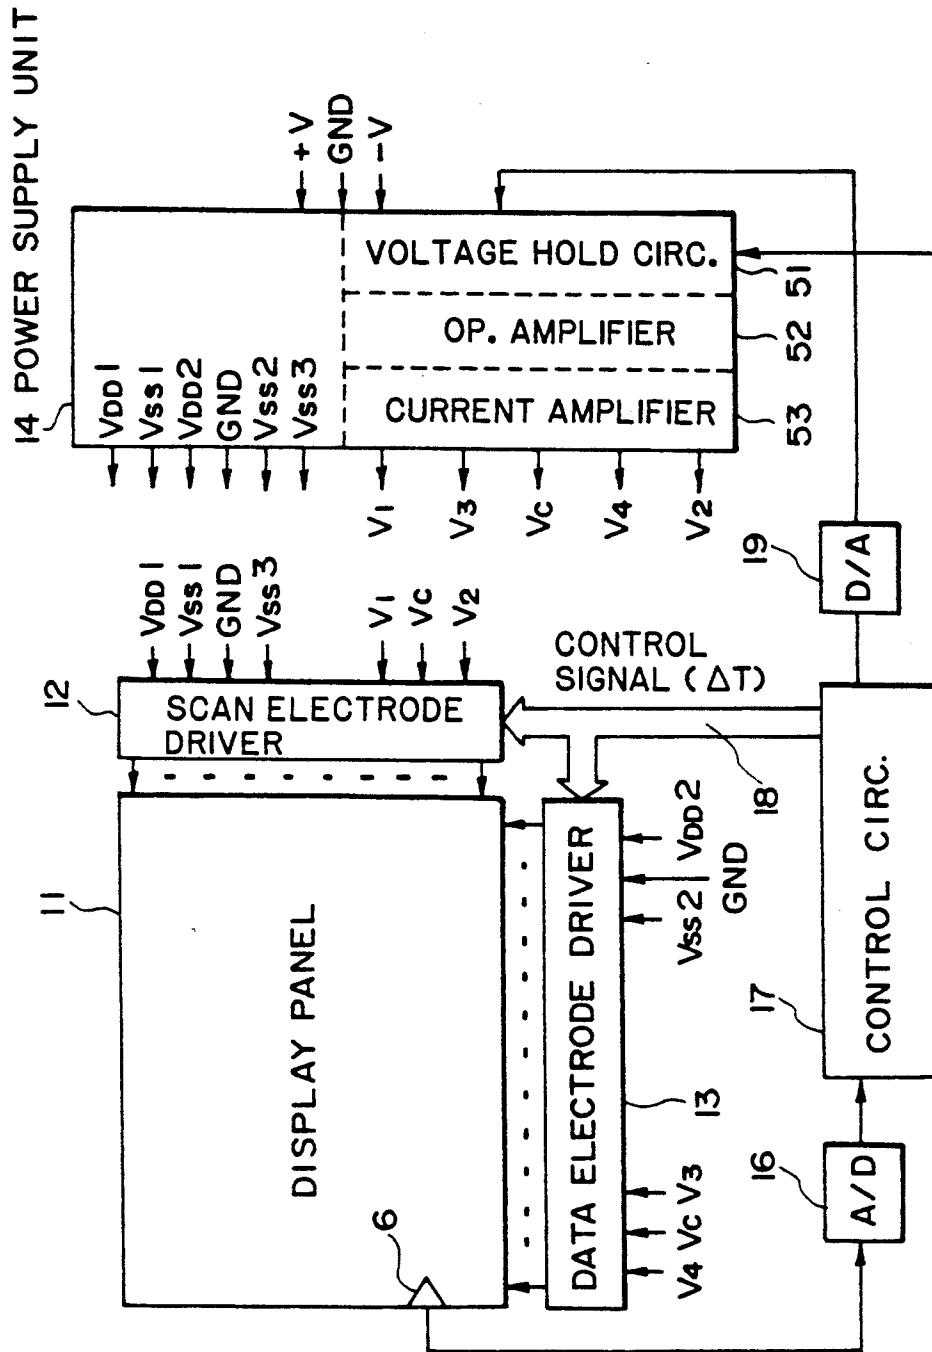 14 POWER SUPPLY UNIT
+V
GND
-V
VOLTAGE HOLD CIRC.
51
OP. AMPLIFIER
52
CURRENT AMPLIFIER
53
VDD1
VSS1
VDD2
GND
VSS2
VSS3
V1
V3
VC
V4
V2
19
D/A
12
SCAN ELECTRODE
DRIVER
VDD1
VSS1
GND
VSS3
V1
VC
V2
CONTROL
SIGNAL (ΔT)
18
11
DISPLAY PANEL
6
DATA ELECTRODE DRIVER
13
V4
VC
V3
VSS2
GND
VDD2
17
CONTROL CIRC.
16
A/D